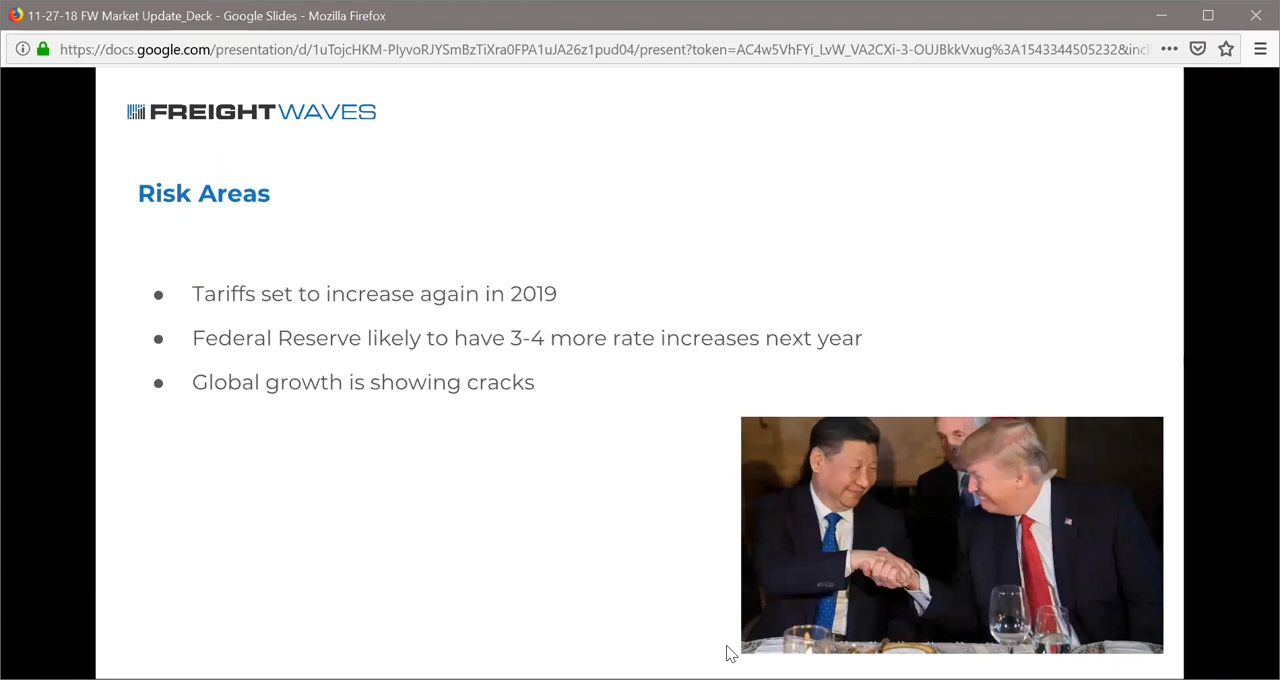 11-27-18 FW Market Update_Deck - Google Slides - Mozilla Firefox
https://docs.google.com/presentation/d/1uTojcHKM-PIyvoRJYSmBzTiXra0FPA1uJA26z1pud04/present?token=AC4w5VhFYi_LvW_VA2CXi-3-OUJBkkVxug%3A1543344505232&incl
FREIGHTWAVES
Risk Areas
● Tariffs set to increase again in 2019
● Federal Reserve likely to have 3-4 more rate increases next year
● Global growth is showing cracks